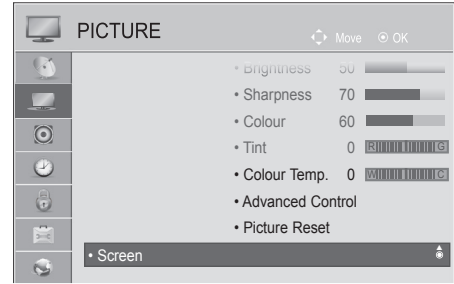 PICTURE
Move OK
• Brightness 50
• Sharpness 70
• Colour 60
• Tint 0 R G
• Colour Temp. 0 W C
• Advanced Control
• Picture Reset
• Screen